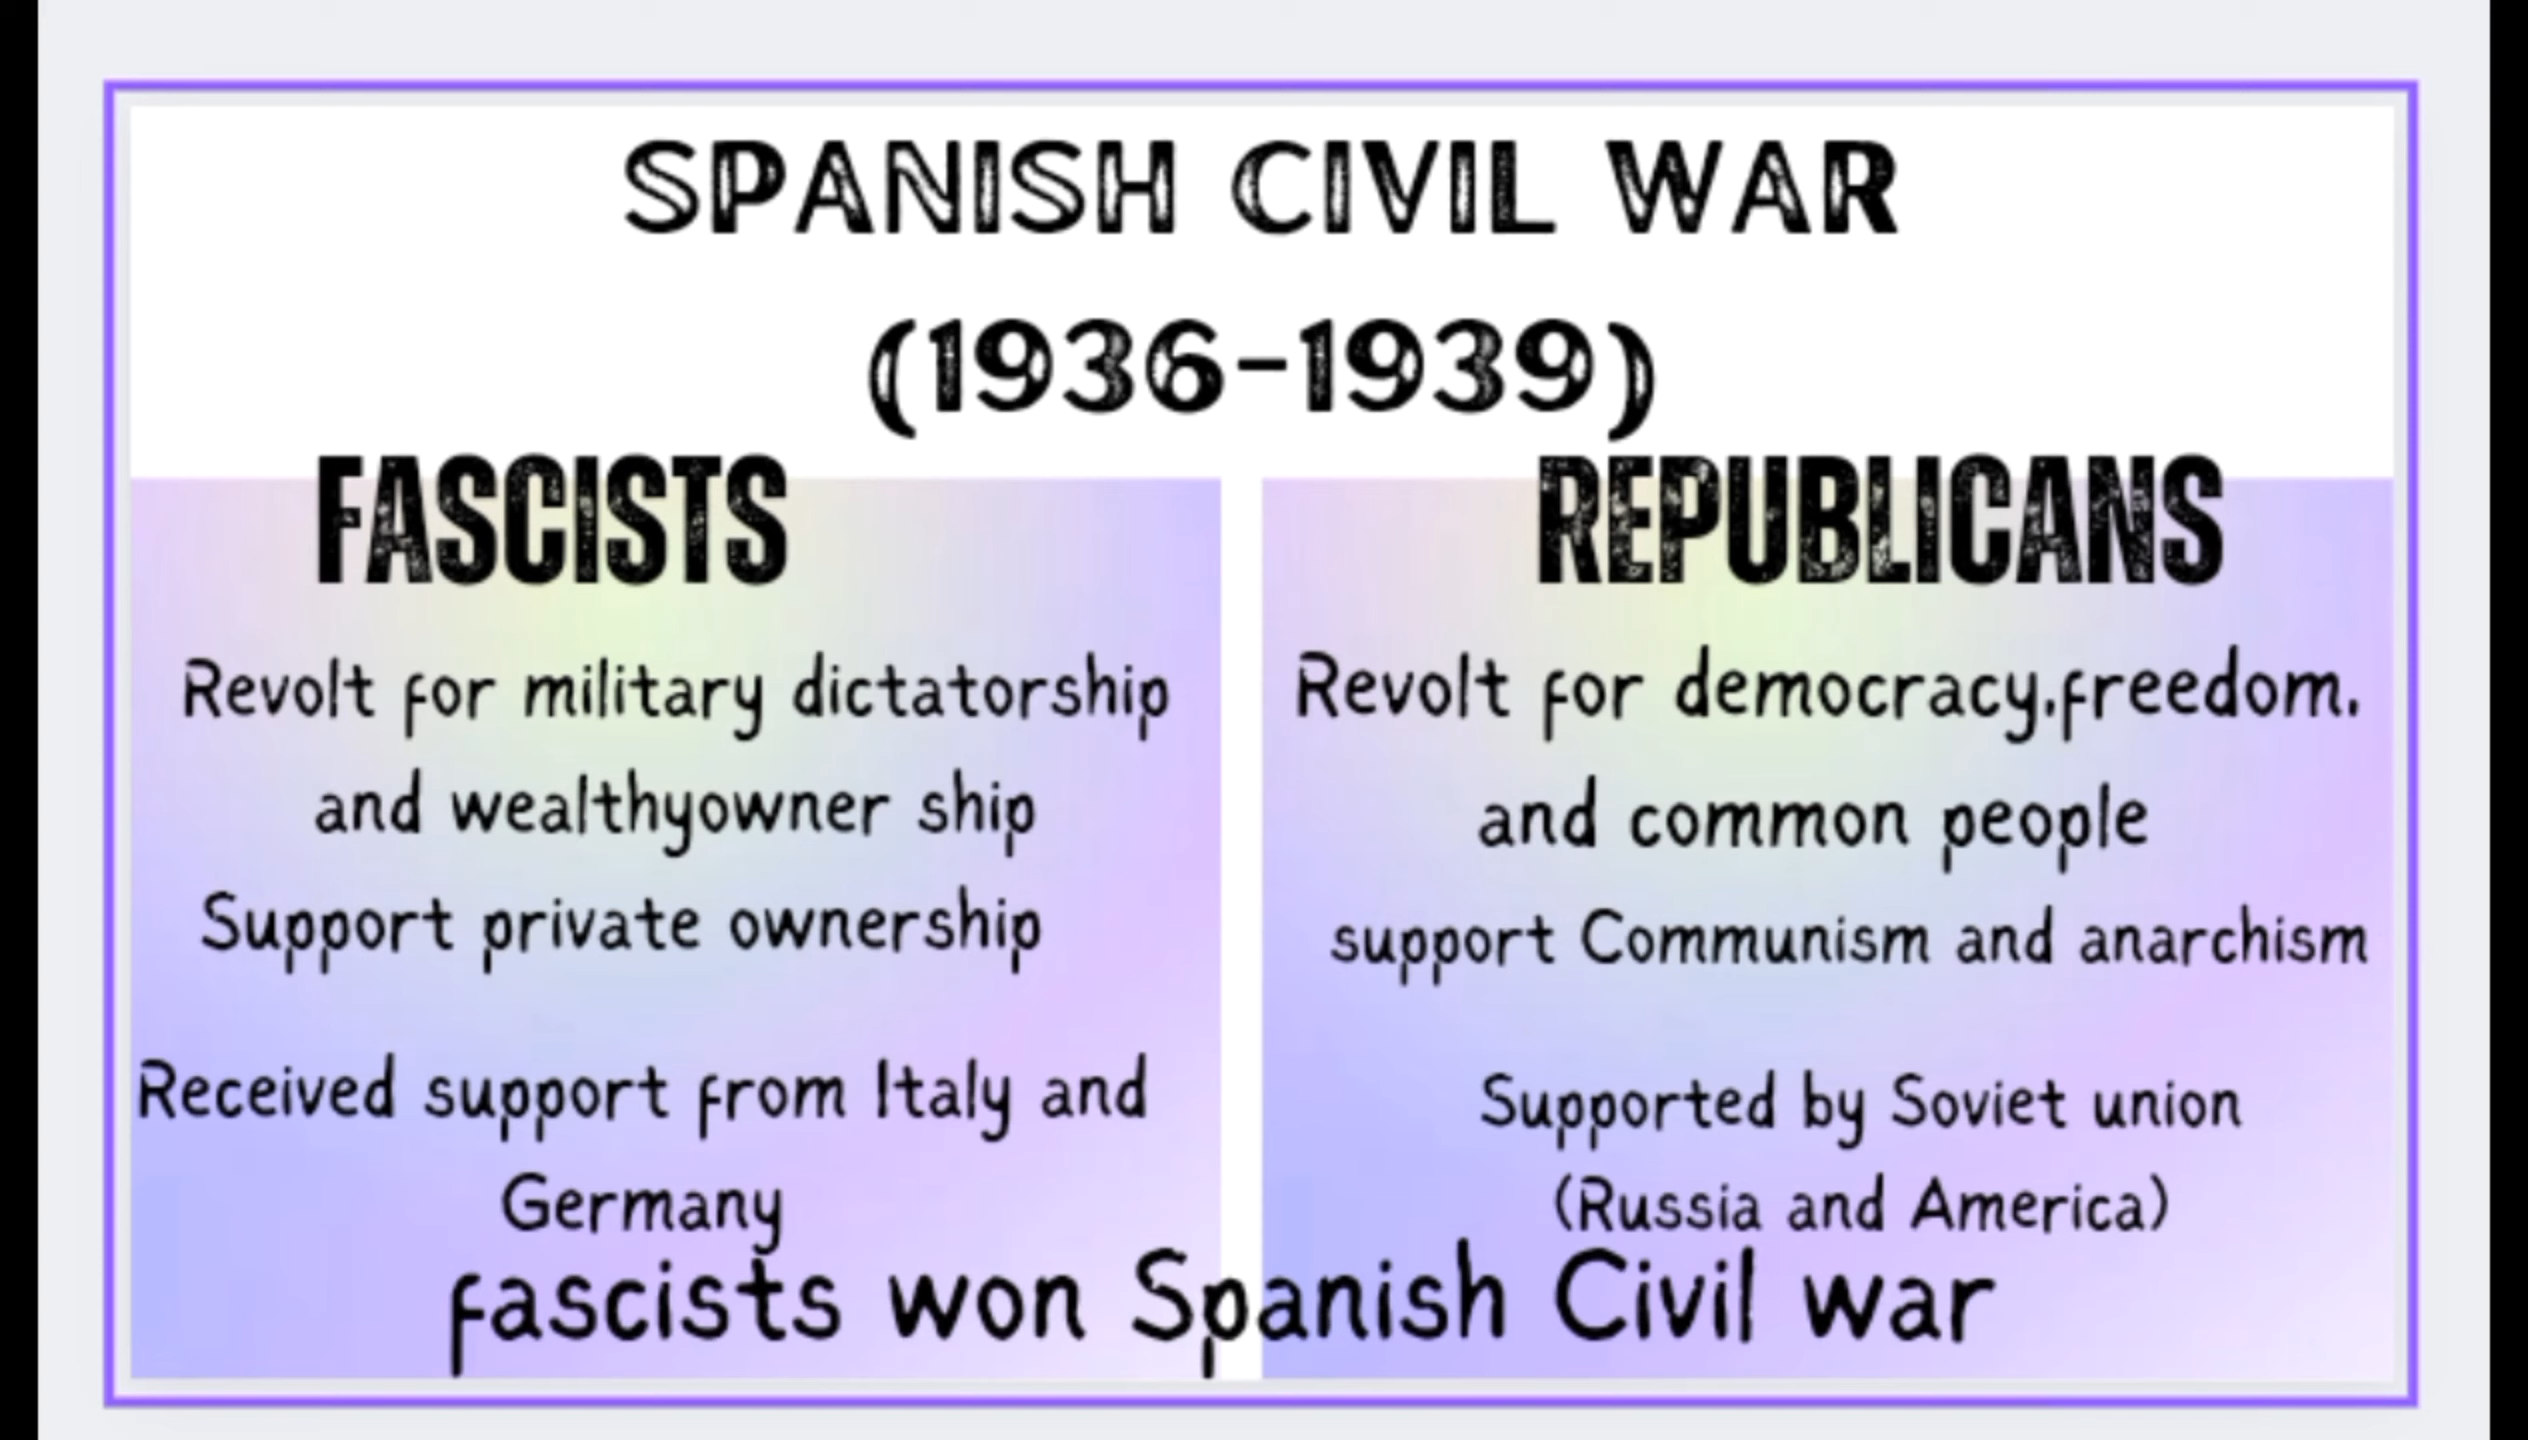 SPANISH CIVIL WAR
(1936-1939)
FASCISTS
Revolt for military dictatorship
and wealthyowner ship
Support private ownership
Received support from Italy and
Germany
REPUBLICANS
Revolt for democracy,freedom,
and common people
support Communism and anarchism
Supported by Soviet union
(Russia and America)
fascists won Spanish Civil war